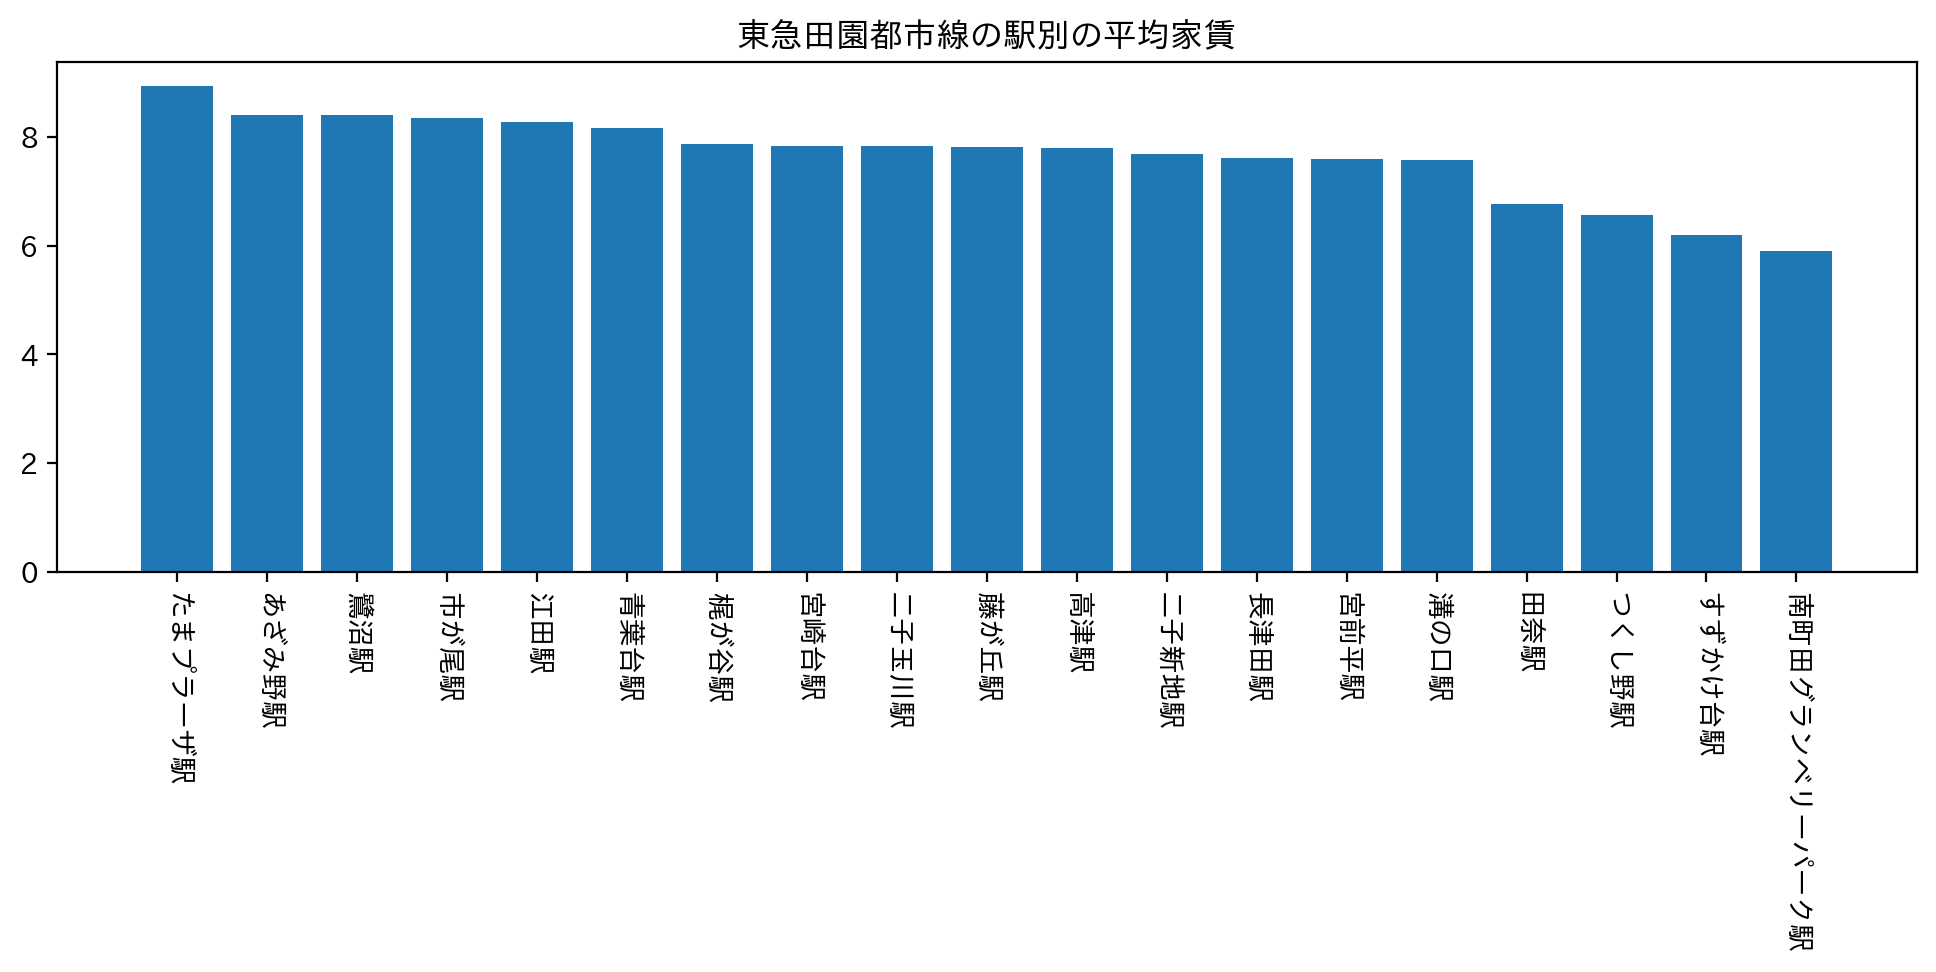 東急田園都市線の駅別の平均家賃
8
6
4
2
0
たまプラーザ駅
あざみ野駅
鷺沼駅
市が尾駅
江田駅
青葉台駅
梶が谷駅
宮崎台駅
二子玉川駅
藤が丘駅
高津駅
二子新地駅
長津田駅
宮前平駅
溝の口駅
田奈駅
つくし野駅
すずかけ台駅
南町田グランベリーパーク駅